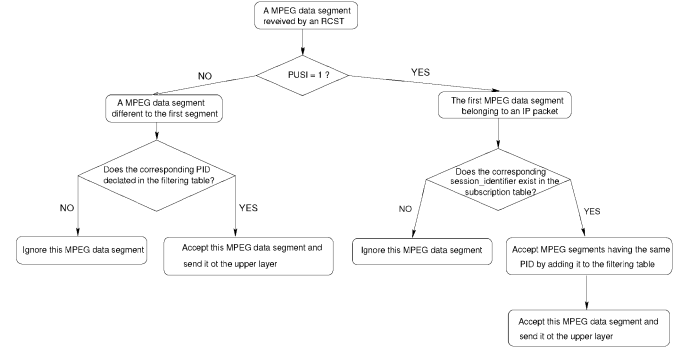 A MPEG data segment
reveived by an RCST
PUSI = 1 ?
NO
YES
A MPEG data segment
different to the first segment
The first MPEG data segment
belonging to an IP packet
Does the corresponding PID
declated in the filtering table?
Does the corresponding
session_identifier exist in the
subscription table?
NO
YES
NO
YES
Ignore this MPEG data segment
Accept this MPEG data segment and
send it ot the upper layer
Ignore this MPEG data segment
Accept MPEG segments having the same
PID by adding it to the filtering table
Accept this MPEG data segment and
send it ot the upper layer